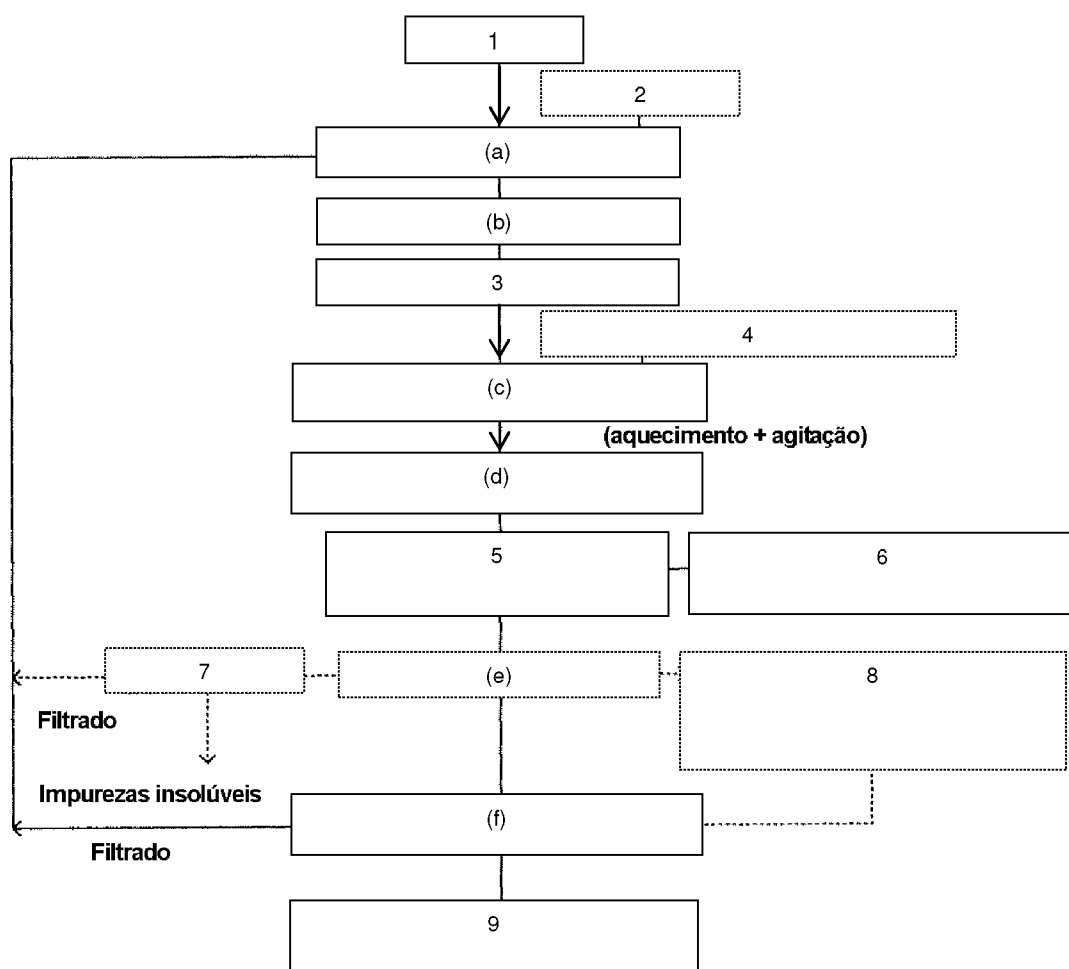 1
2
(a)
(b)
3
4
(c)
(aquecimento + agitação)
(d)
5
6
7
(e)
8
Filtrado
Impurezas insolúveis
(f)
Filtrado
9